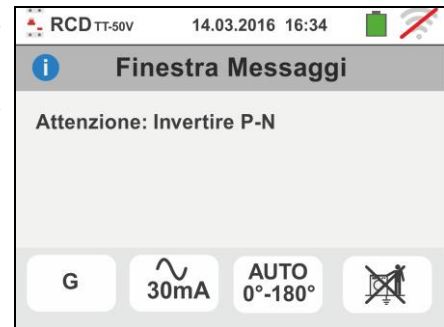 RCD TT-50V 14.03.2016 16:34
Finestra Messaggi
Attenzione: Invertire P-N
G
30mA
AUTO
0°-180°